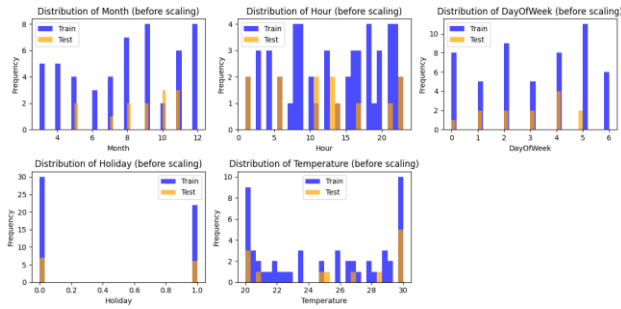 Distribution of Month (before scaling)
Frequency
8
6
4
2
0
Train
Test
4 6 8 10 12
Month
Distribution of Hour (before scaling)
Frequency
4
3
2
1
0
Train
Test
0 5 10 15 20
Hour
Distribution of DayOfWeek (before scaling)
Frequency
10
8
6
4
2
0
Train
Test
0 1 2 3 4 5 6
DayOfWeek
Distribution of Holiday (before scaling)
Frequency
30
25
20
15
10
5
0
Train
Test
0.0 0.2 0.4 0.6 0.8 1.0
Holiday
Distribution of Temperature (before scaling)
Frequency
10
8
6
4
2
0
Train
Test
20 22 24 26 28 30
Temperature